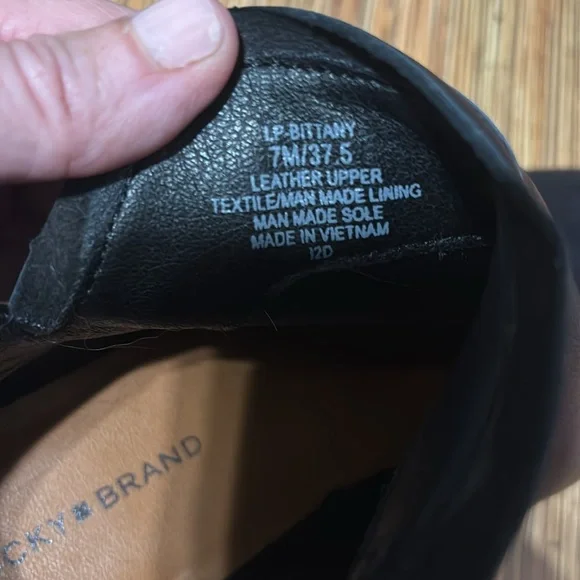 LP-BITTANY
7M/37.5
LEATHER UPPER
TEXTILE/MAN MADE LINING
MAN MADE SOLE
MADE IN VIETNAM
12D
CKY BRAND